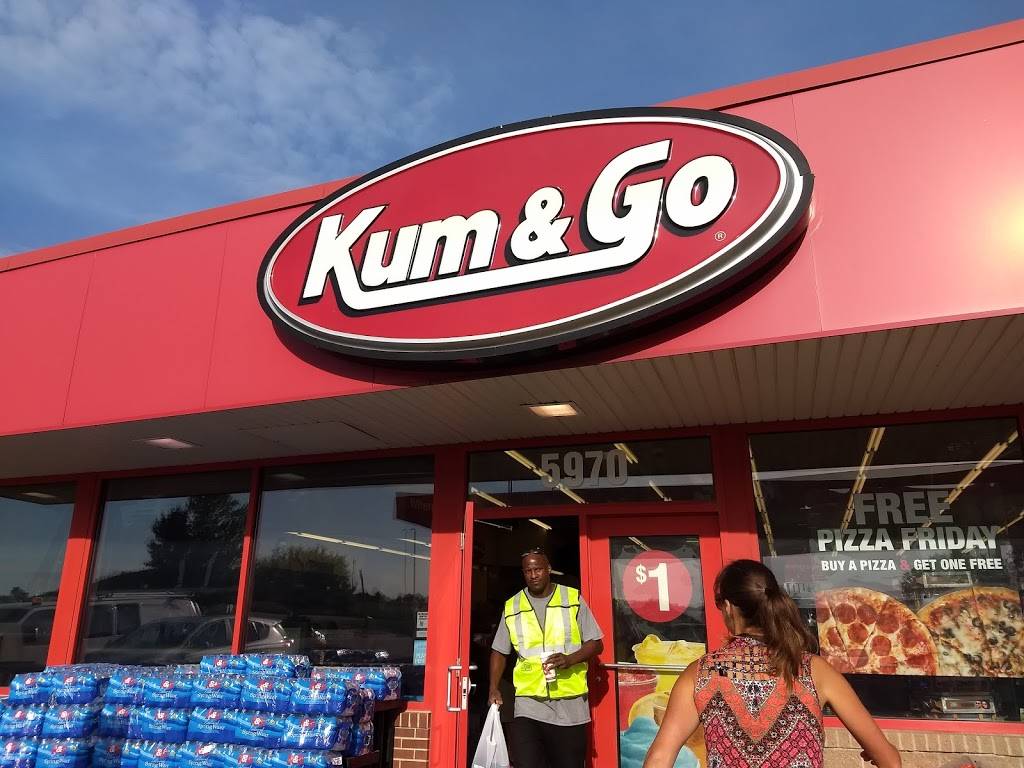 Kum & Go
®
5970
FREE
PIZZA FRIDAY
BUY A PIZZA & GET ONE FREE
$1